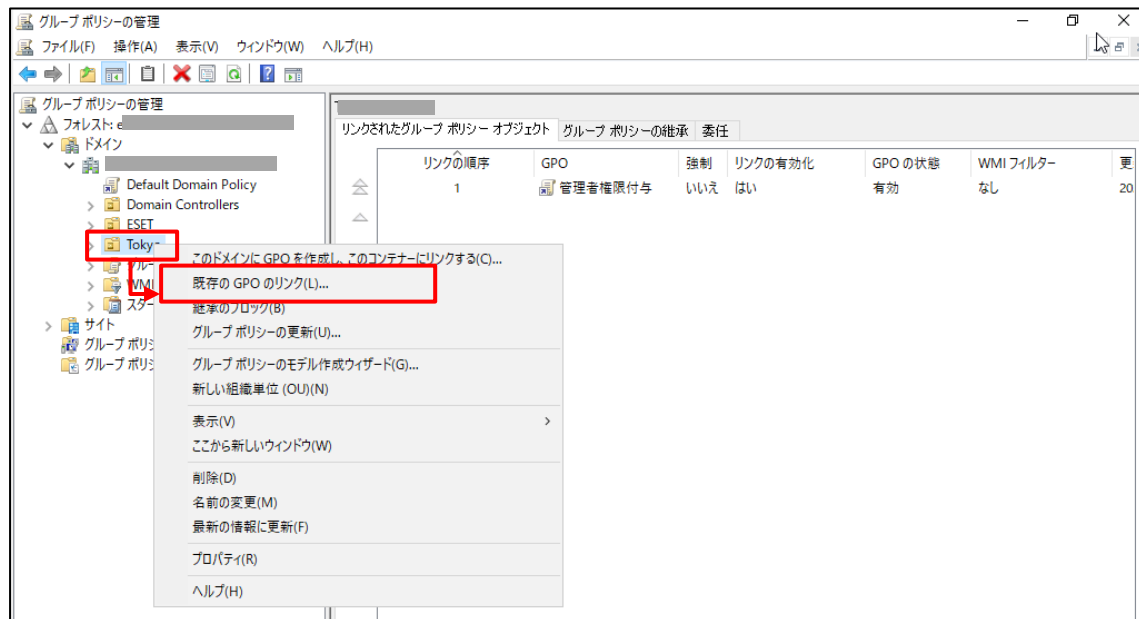 グループ ポリシーの管理
ファイル(F) 操作(A) 表示(V) ウィンドウ(W) ヘルプ(H)
グループ ポリシーの管理
フォレスト: e
ドメイン
Default Domain Policy
Domain Controllers
ESET
Tokyo
グルー
WMI
スター
サイト
グループ ポリシ
グループ ポリシ
このドメインに GPO を作成し、このコンテナーにリンクする(C)...
既存の GPO のリンク(L)...
継承のブロック(B)
グループ ポリシーの更新(U)...
グループ ポリシーのモデル作成ウィザード(G)...
新しい組織単位 (OU)(N)
表示(V)
ここから新しいウィンドウ(W)
削除(D)
名前の変更(M)
最新の情報に更新(F)
プロパティ(R)
ヘルプ(H)
リンクされたグループ ポリシー オブジェクト グループ ポリシーの継承 委任
リンクの順序 GPO 強制 リンクの有効化 GPO の状態 WMI フィルター 更
1 管理者権限付与 いいえ はい 有効 なし 20